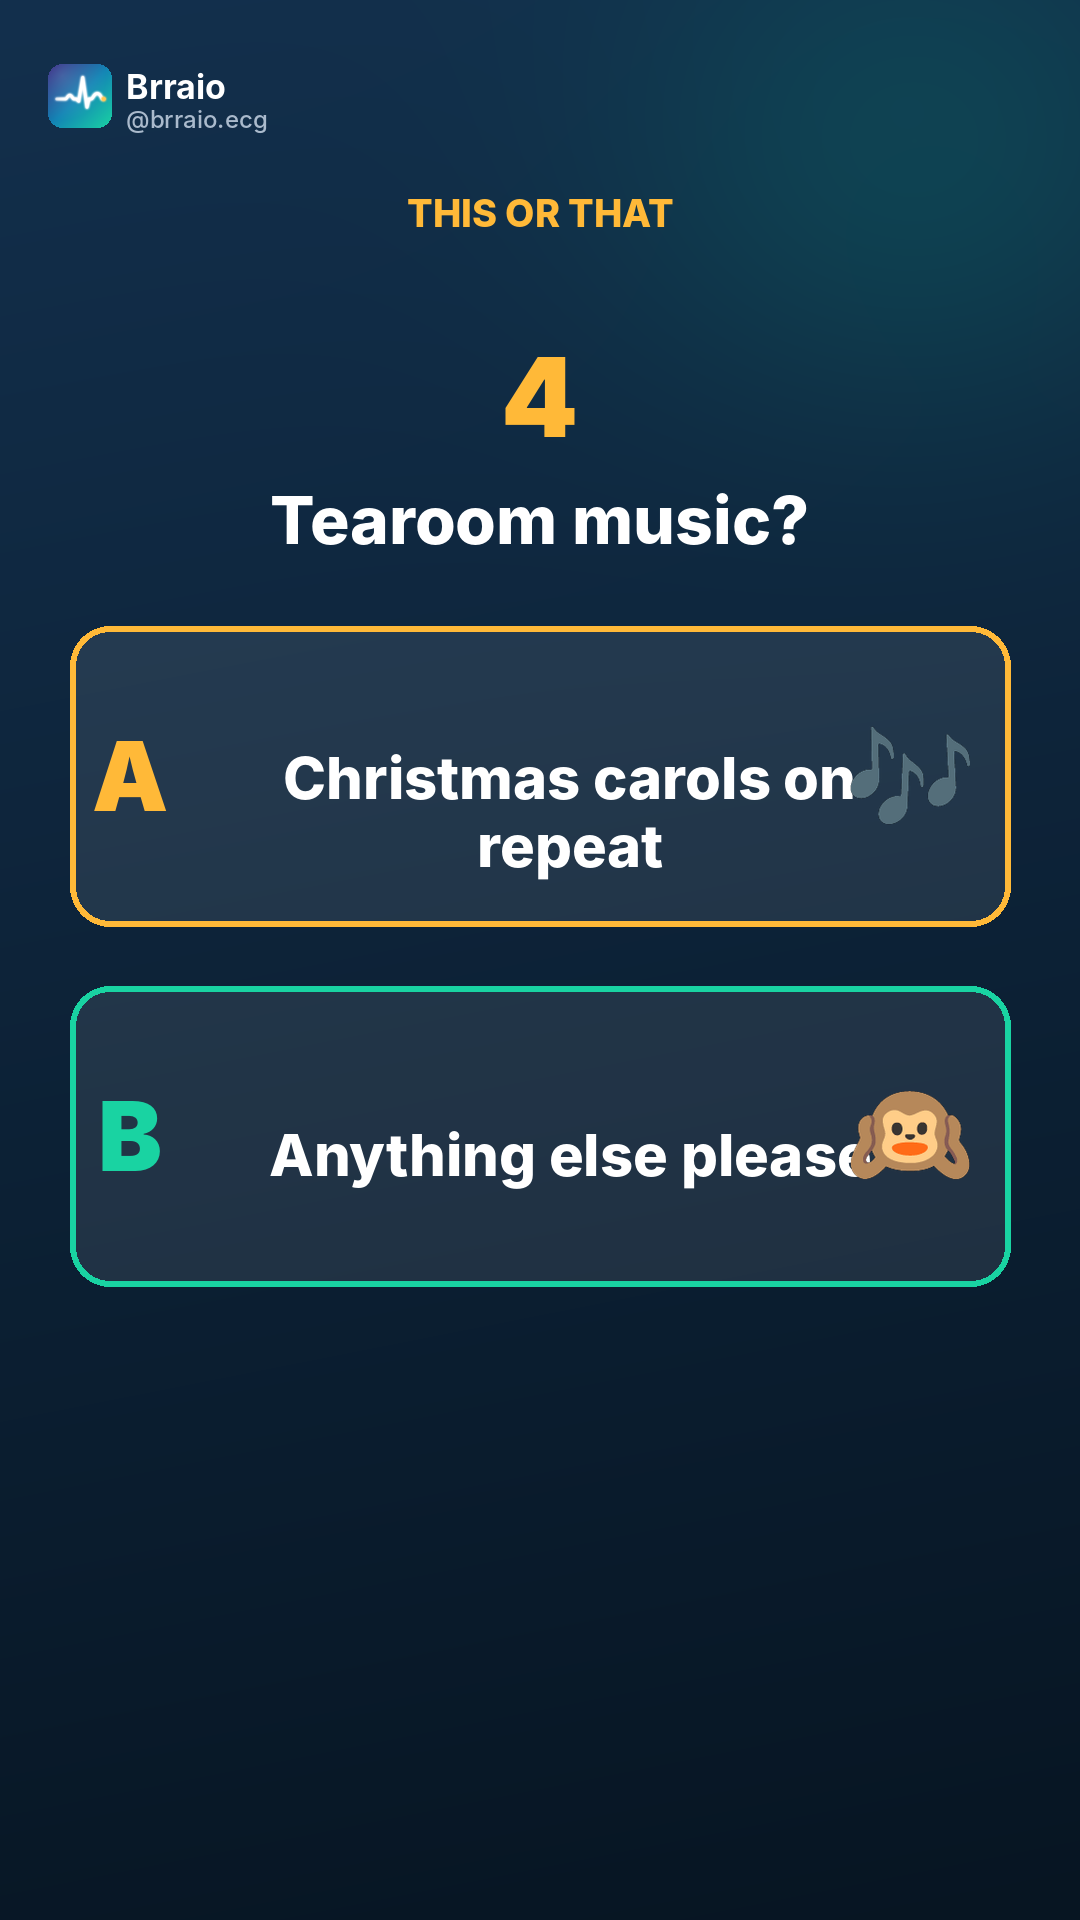 Brraio
@brraio.ecg
THIS OR THAT
4
Tearoom music?
A
Christmas carols on
repeat
B
Anything else please